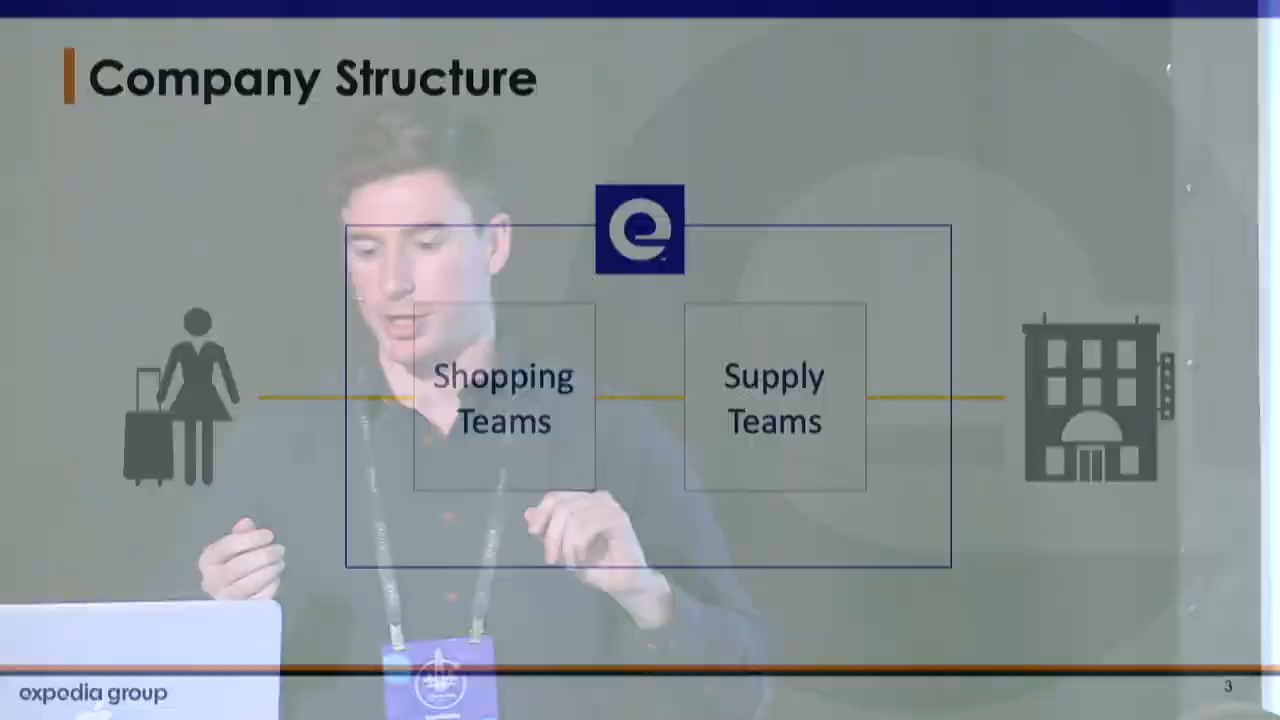 Company Structure
Shopping
Teams
Supply
Teams
expedia group
3